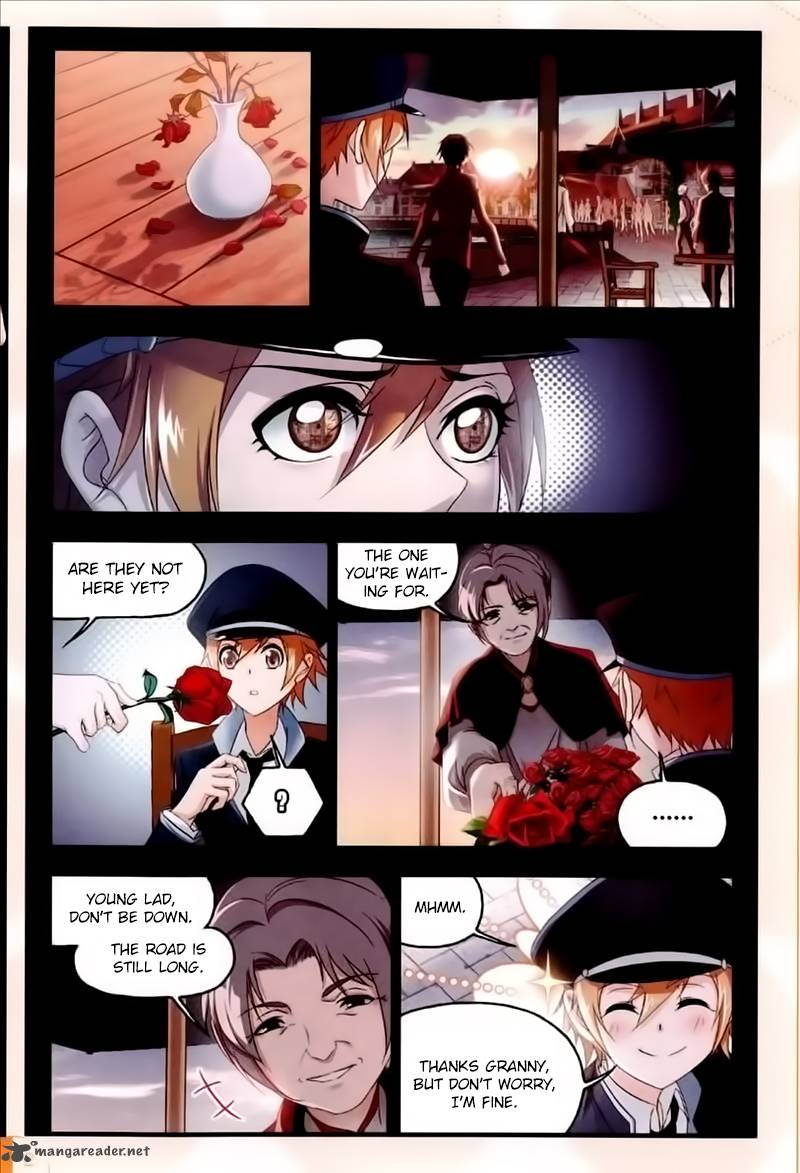 ARE THEY NOT
HERE YET?
?
THE ONE
YOU'RE WAIT-
ING FOR.
......
YOUNG LAD,
DON'T BE DOWN.
THE ROAD IS
STILL LONG.
MHMM.
THANKS GRANNY,
BUT DON'T WORRY,
I'M FINE.
mangareader.net